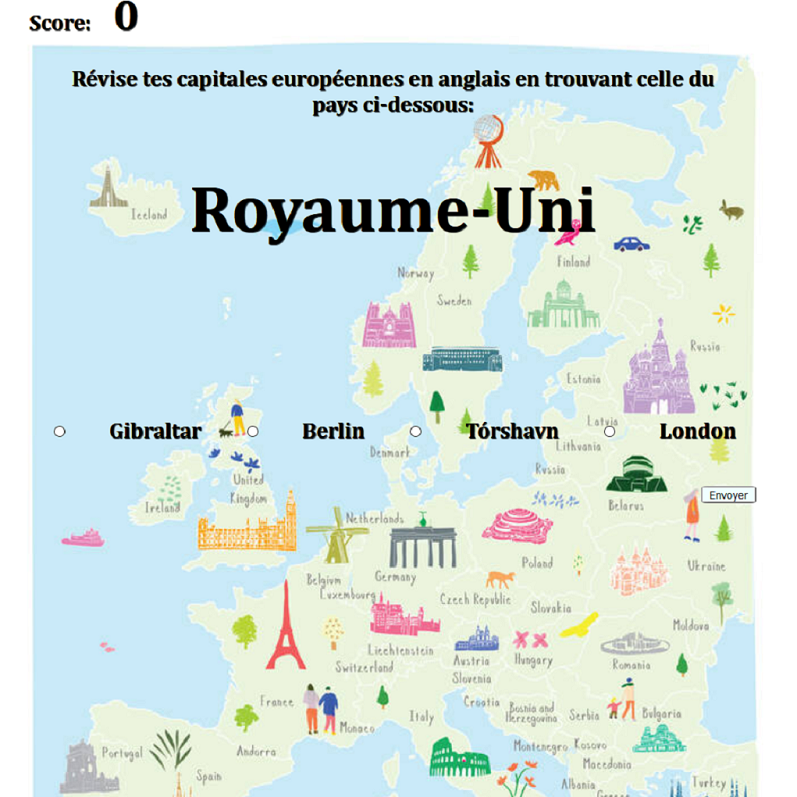 Score: 0
Révise tes capitales européennes en anglais en trouvant celle du
pays ci-dessous:
Royaume-Uni
Iceland
Finland
Norway
Sweden
Russia
Estonia
Latvia
Gibraltar Berlin Tórshavn London
Lithuania
Denmark
Russia
United
Kingdom
Envoyer
Ireland
Belarus
Netherlands
Poland
Ukraine
Belgium
Germany
Luxembourg
Czech Republic
Slovakia
Moldova
Liechtenstein
Switzerland
Austria
Hungary
Romania
Slovenia
France
Croatia
Bosnia and
Herzegovina
Serbia
Bulgaria
Italy
Monaco
Portugal
Andorra
Montenegro
Kosovo
Macedonia
Spain
Albania
Turkey
Greece